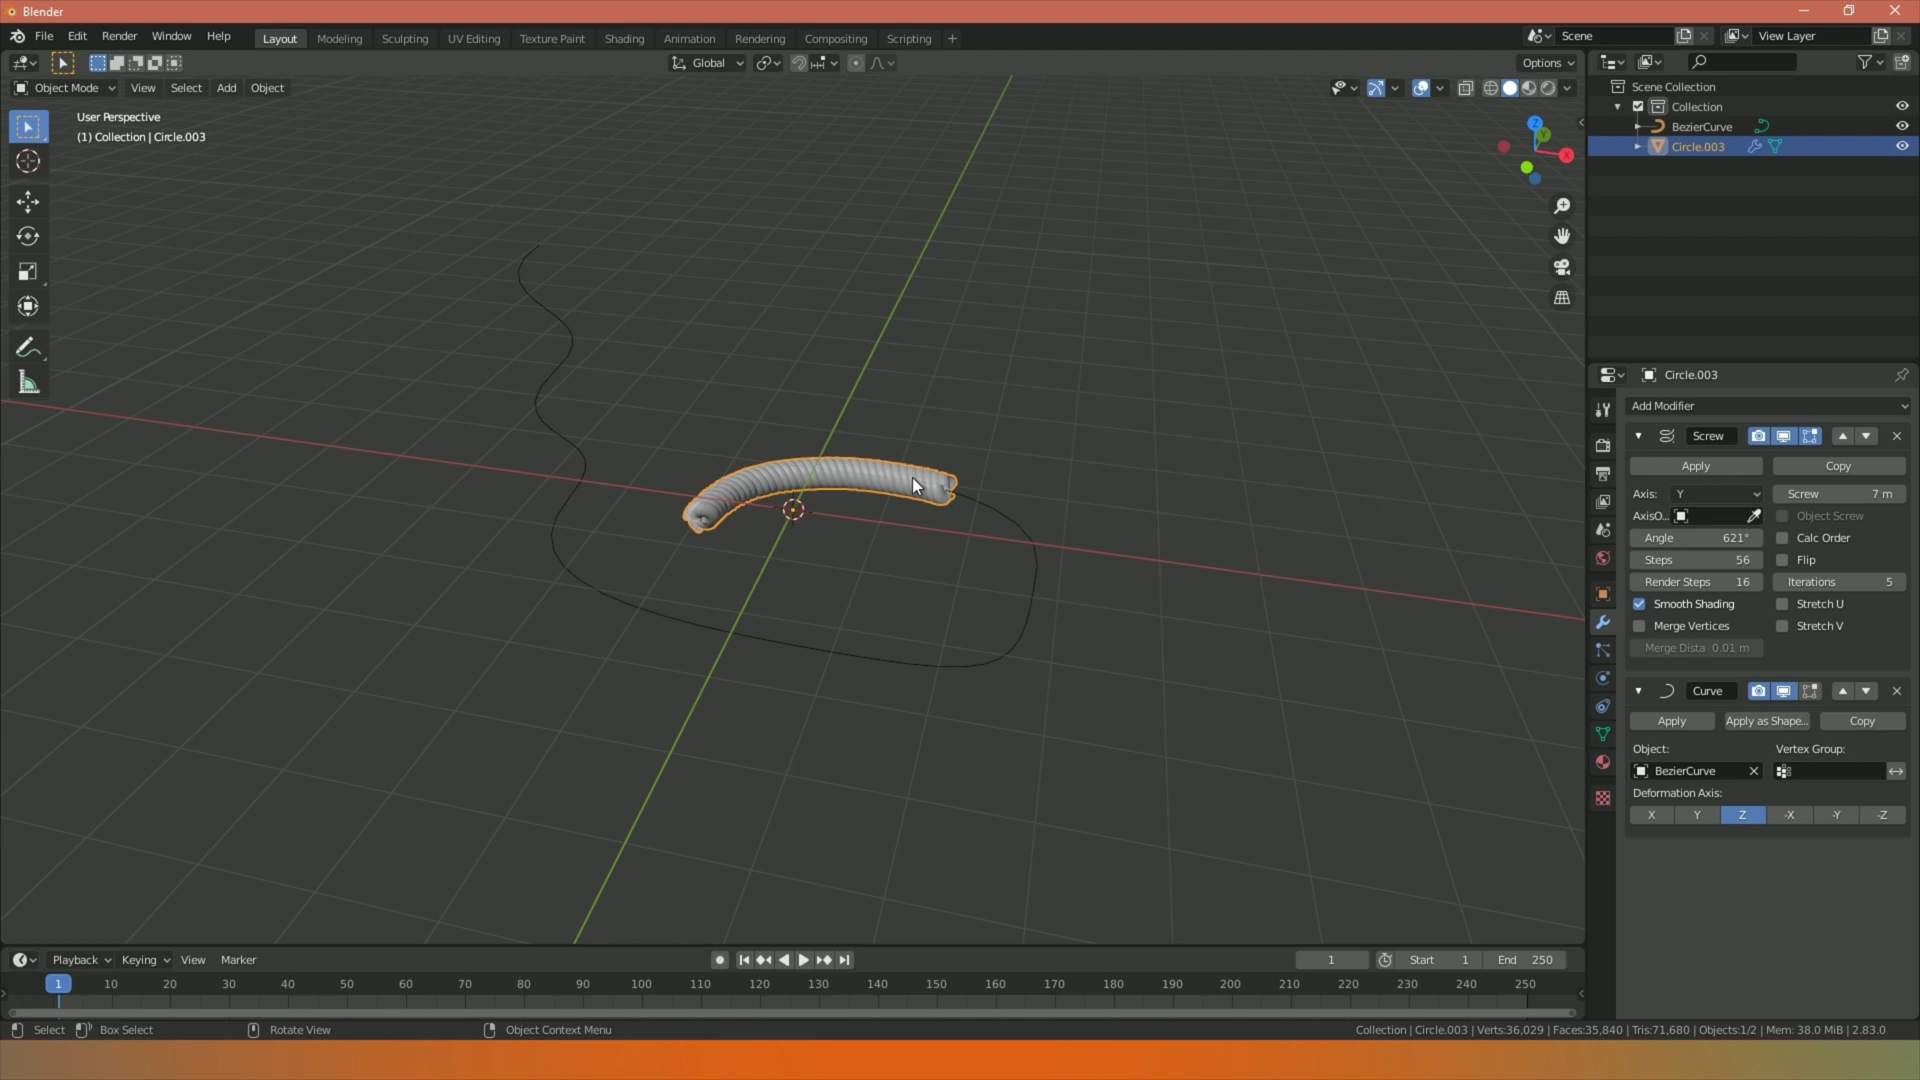 Blender
File Edit Render Window Help Layout Modeling Sculpting UV Editing Texture Paint Shading Animation Rendering Compositing Scripting + Scene View Layer
Global Options
Object Mode View Select Add Object
User Perspective
(1) Collection | Circle.003
Z
Y
X
Scene Collection
Collection
BezierCurve
Circle.003
Circle.003
Add Modifier
Screw
Apply Copy
Axis: Y Screw 7 m
AxisO... Object Screw
Angle 621° Calc Order
Steps 56 Flip
Render Steps 16 Iterations 5
Smooth Shading Stretch U
Merge Vertices Stretch V
Merge Dista 0.01 m
Curve
Apply Apply as Shape... Copy
Object: Vertex Group:
BezierCurve
Deformation Axis:
X Y Z -X -Y -Z
Playback Keying View Marker 1 Start 1 End 250
1 10 20 30 40 50 60 70 80 90 100 110 120 130 140 150 160 170 180 190 200 210 220 230 240 250
Select Box Select Rotate View Object Context Menu Collection | Circle.003 | Verts:36,029 | Faces:35,840 | Tris:71,680 | Objects:1/2 | Mem: 38.0 MiB | 2.83.0